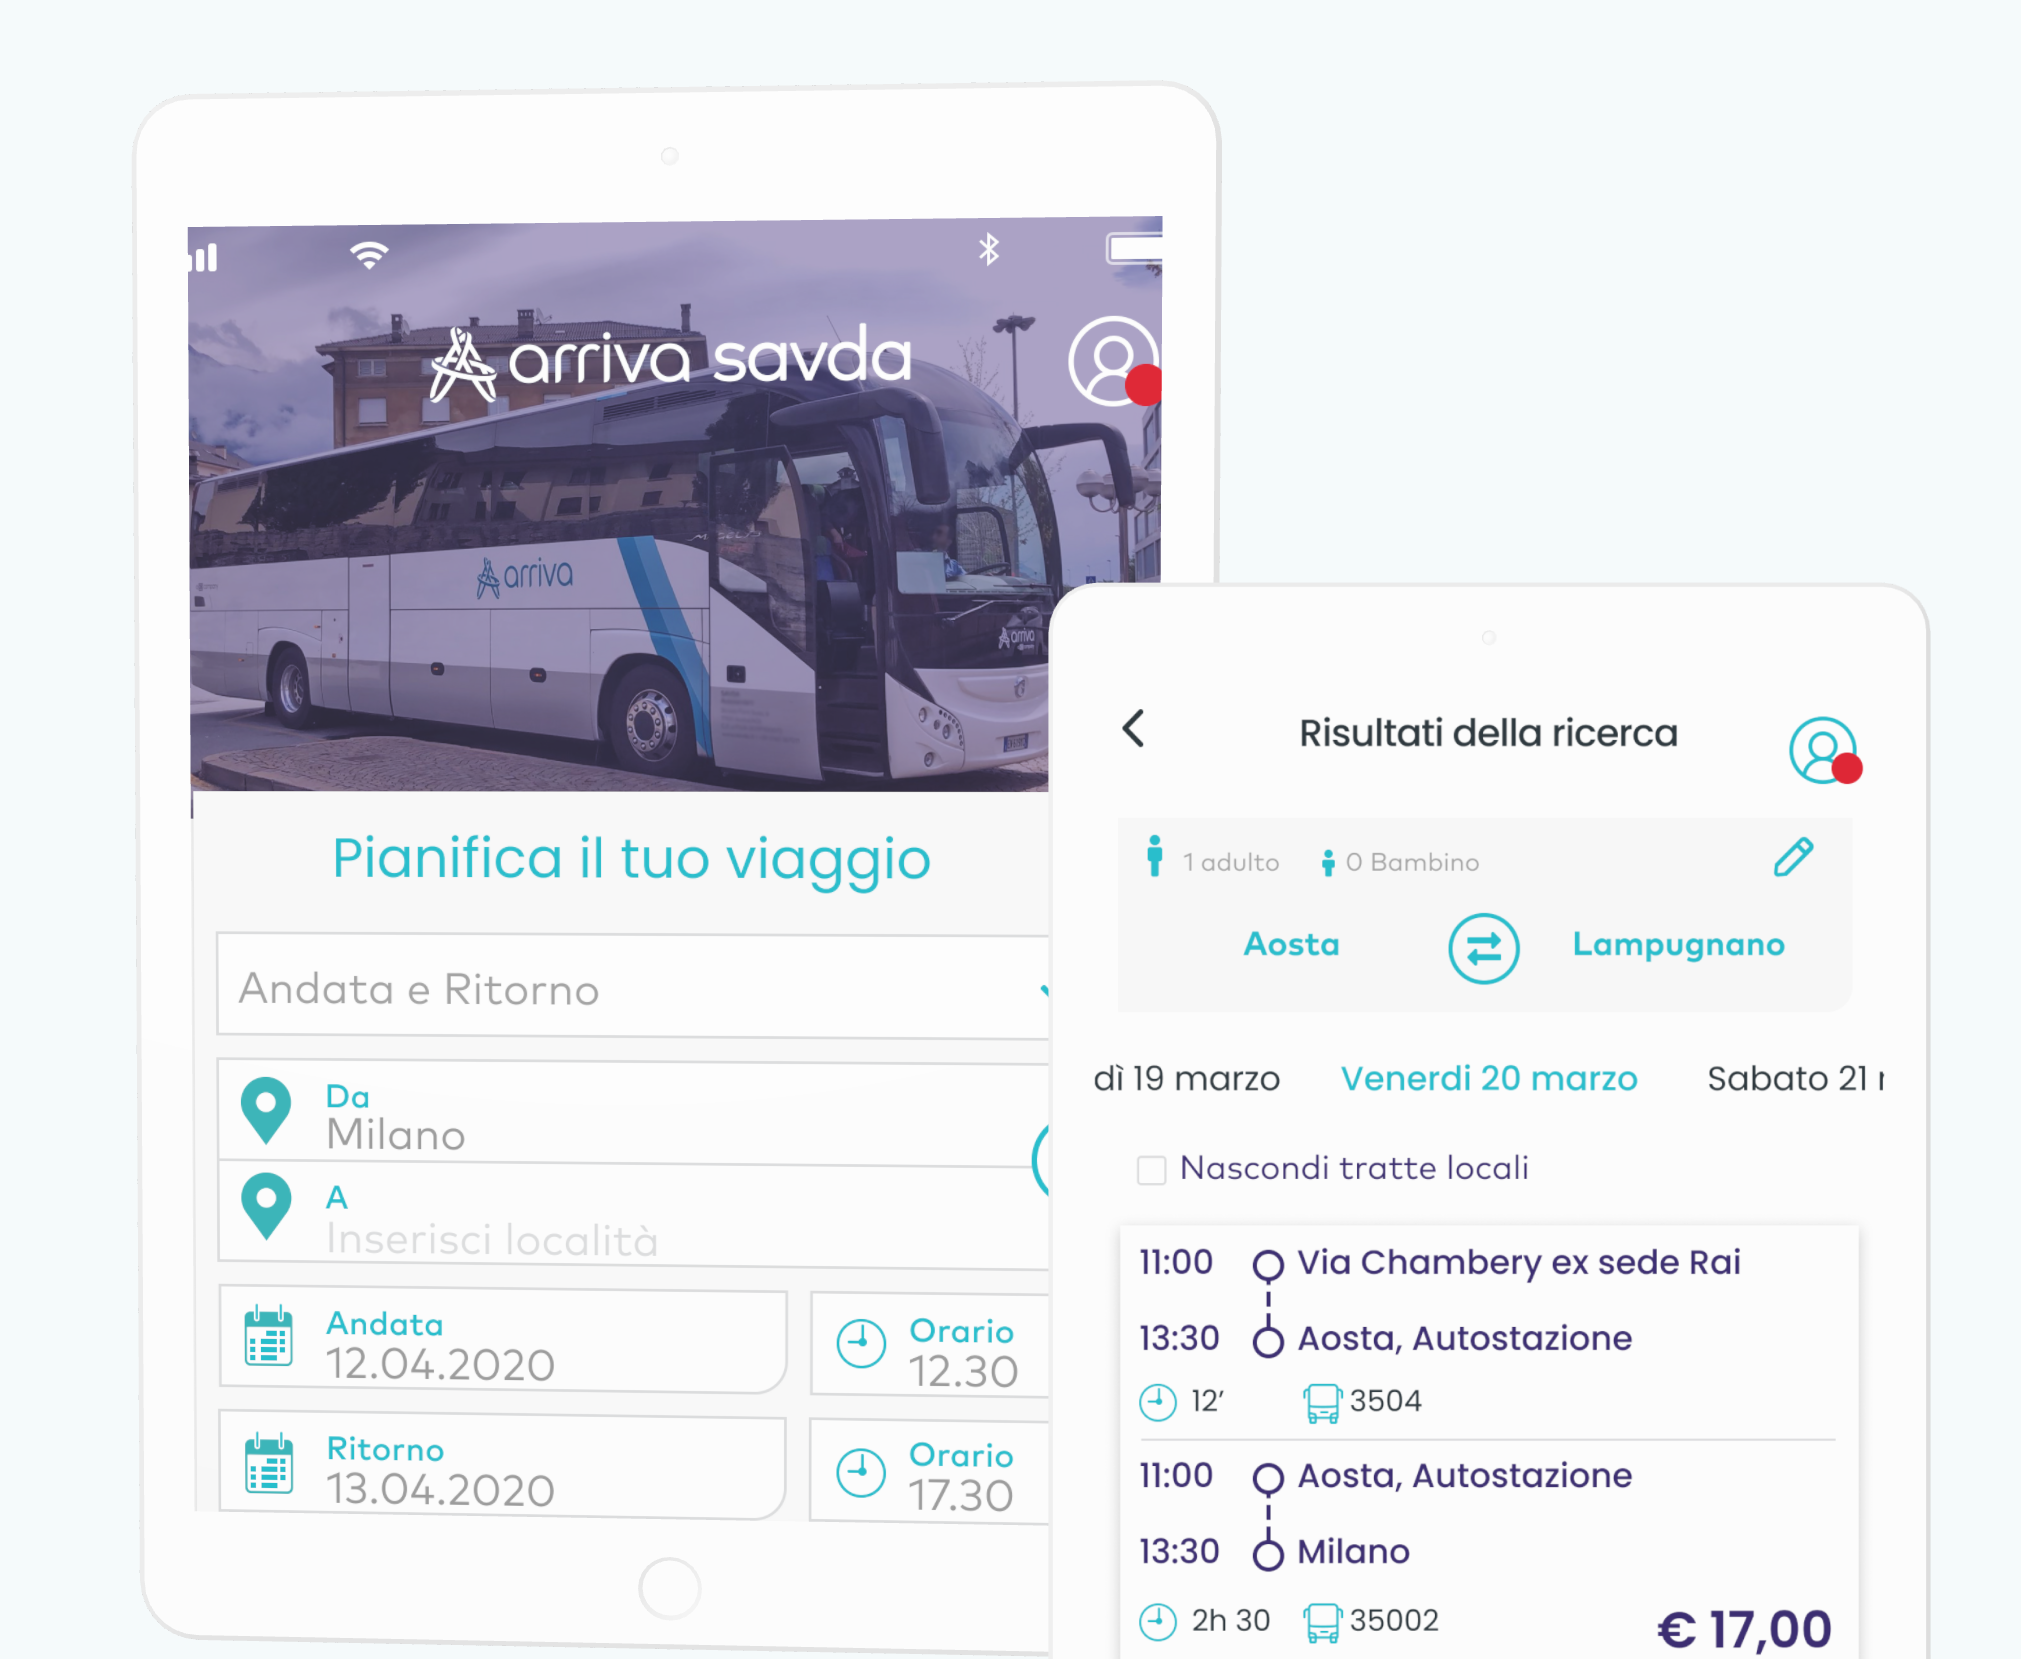 arriva savda
arriva
arriva
Pianifica il tuo viaggio
Andata e Ritorno
Da
Milano
A
Inserisci località
Andata
12.04.2020
Orario
12.30
Ritorno
13.04.2020
Orario
17.30
Risultati della ricerca
1 adulto
0 Bambino
Aosta
Lampugnano
dì 19 marzo
Venerdi 20 marzo
Sabato 21
Nascondi tratte locali
11:00 Via Chambery ex sede Rai
13:30 Aosta, Autostazione
12’ 3504
11:00 Aosta, Autostazione
13:30 Milano
2h 30 35002
€ 17,00